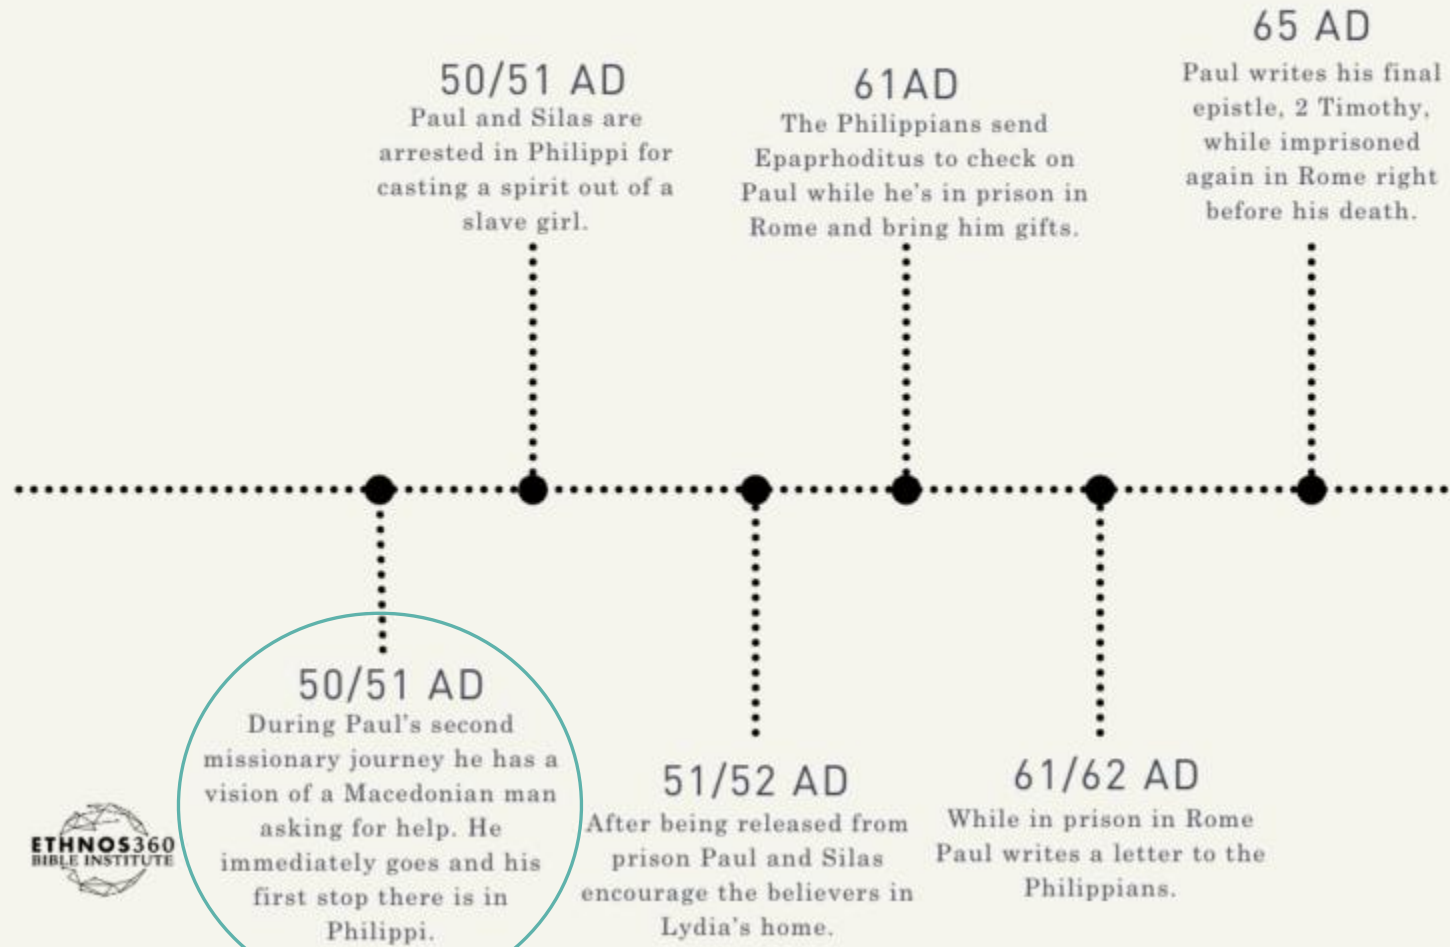 50/51 AD
Paul and Silas are
arrested in Philippi for
casting a spirit out of a
slave girl.
61AD
The Philippians send
Epaprhoditus to check on
Paul while he's in prison in
Rome and bring him gifts.
65 AD
Paul writes his final
epistle, 2 Timothy,
while imprisoned
again in Rome right
before his death.
50/51 AD
During Paul's second
missionary journey he has a
vision of a Macedonian man
asking for help. He
immediately goes and his
first stop there is in
Philippi.
51/52 AD
After being released from
prison Paul and Silas
encourage the believers in
Lydia's home.
61/62 AD
While in prison in Rome
Paul writes a letter to the
Philippians.
ETHNOS360
BIBLE INSTITUTE